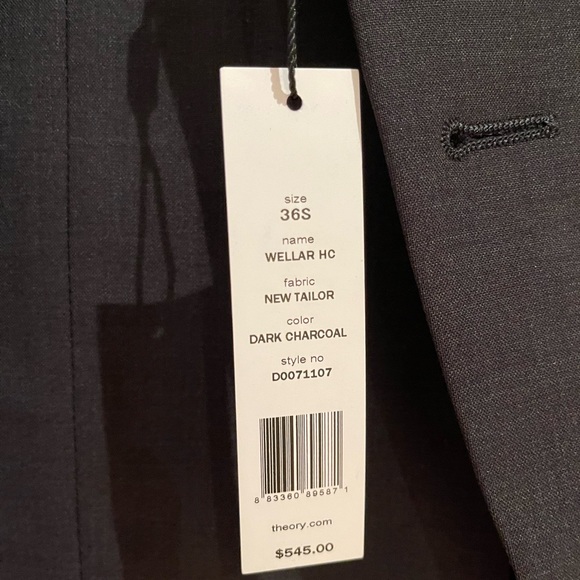 size
36S
name
WELLAR HC
fabric
NEW TAILOR
color
DARK CHARCOAL
style no
D0071107
8 83360 89587 1
theory.com
$545.00